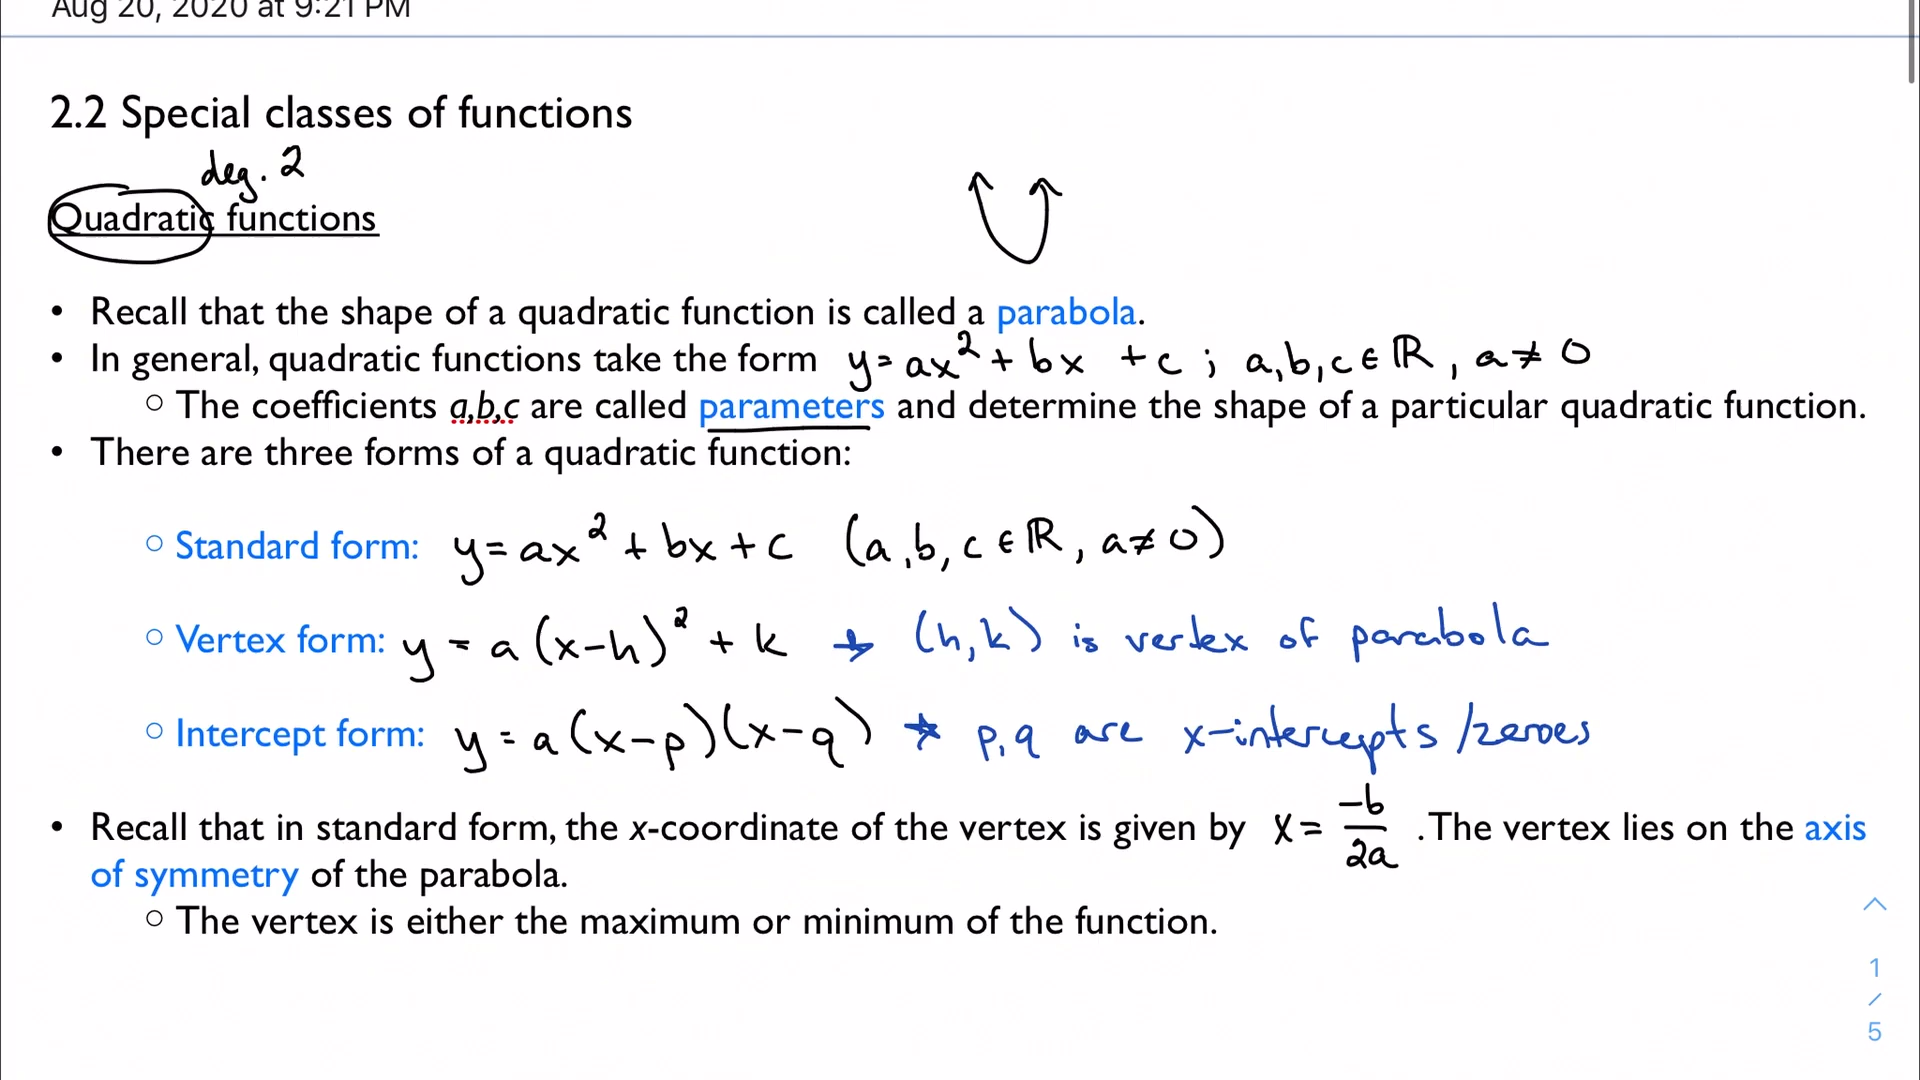 Aug 20, 2020 at 9:21 PM
2.2 Special classes of functions
deg. 2
Quadratic functions
• Recall that the shape of a quadratic function is called a parabola.
• In general, quadratic functions take the form y = ax² + bx + c ; a,b,c ∈ ℝ, a ≠ 0
○ The coefficients a,b,c are called parameters and determine the shape of a particular quadratic function.
• There are three forms of a quadratic function:
○ Standard form: y = ax² + bx + c (a,b,c ∈ ℝ, a ≠ 0)
○ Vertex form: y = a(x-h)² + k → (h,k) is vertex of parabola
○ Intercept form: y = a(x-p)(x-q) → p,q are x-intercepts/zeroes
• Recall that in standard form, the x-coordinate of the vertex is given by x = -b/2a . The vertex lies on the axis
of symmetry of the parabola.
○ The vertex is either the maximum or minimum of the function.
1
/
5